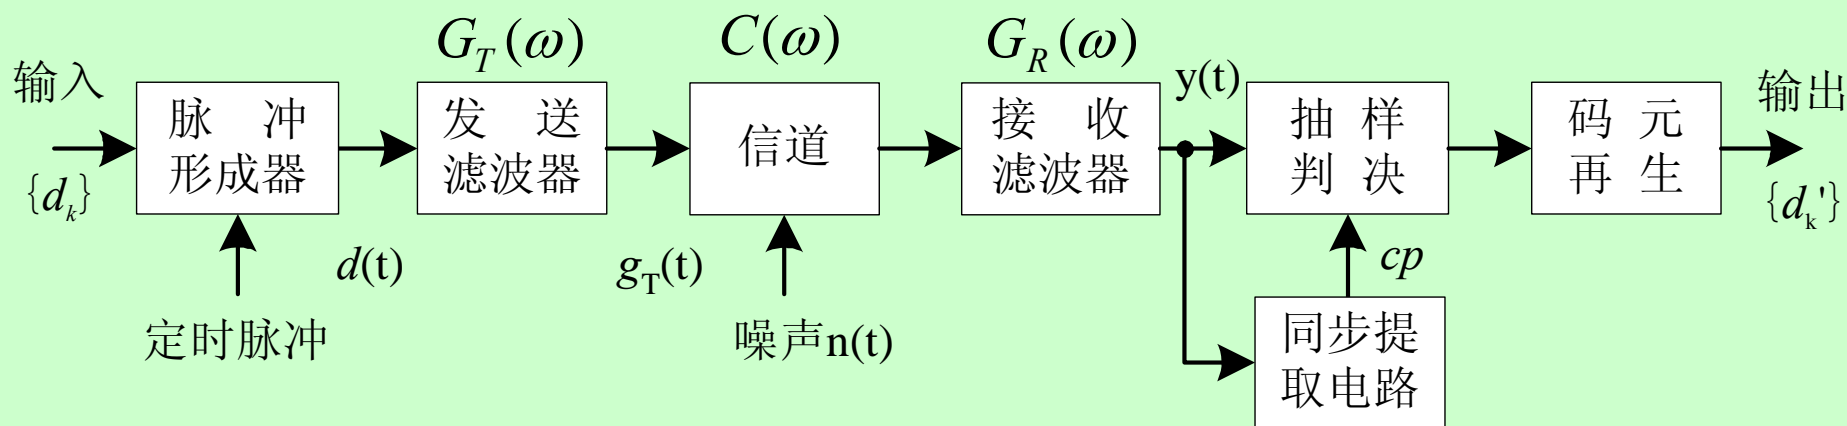 G_T(ω)
C(ω)
G_R(ω)
输入
{d_k}
脉 冲
形成器
定时脉冲
d(t)
发 送
滤波器
g_T(t)
信道
噪声n(t)
接 收
滤波器
y(t)
抽 样
判 决
cp
同步提
取电路
码 元
再 生
输出
{d_k'}